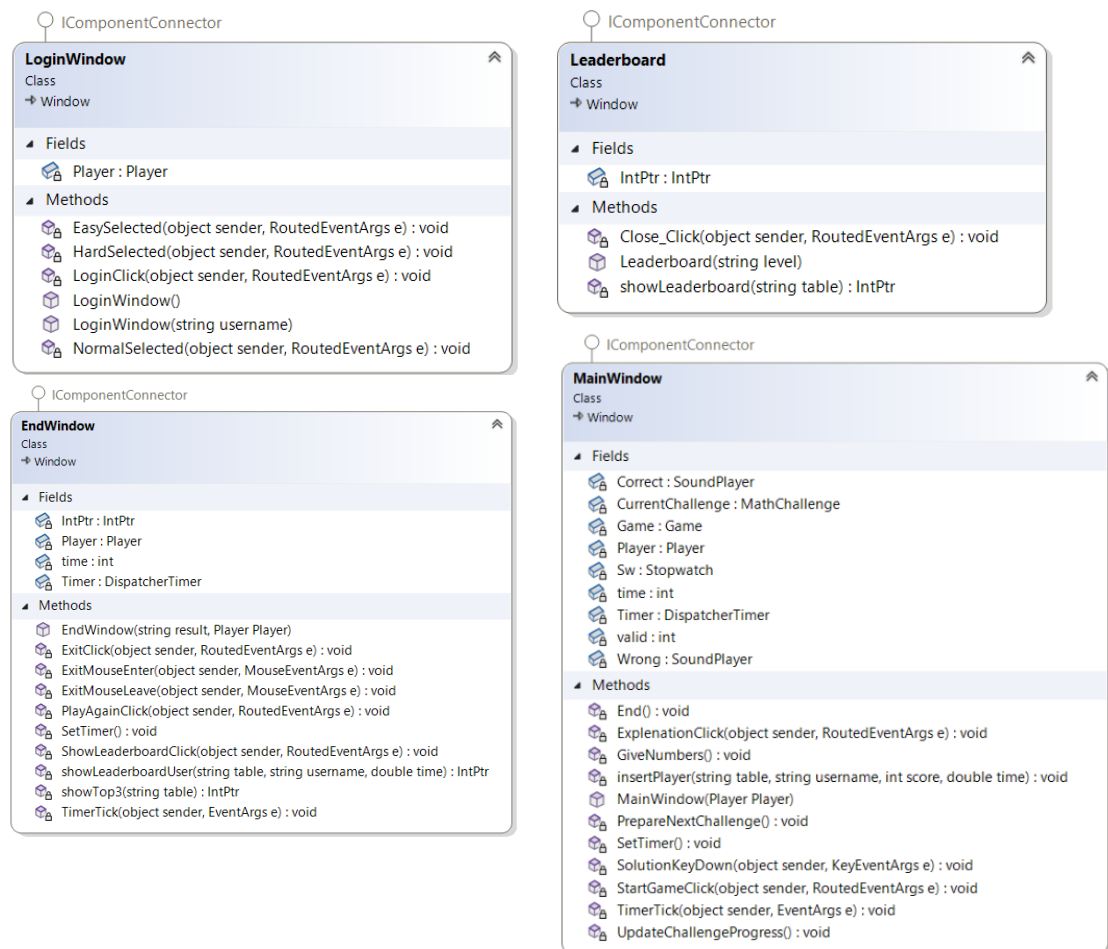 IComponentConnector
LoginWindow
Class
Window
Fields
Player : Player
Methods
EasySelected(object sender, RoutedEventArgs e) : void
HardSelected(object sender, RoutedEventArgs e) : void
LoginClick(object sender, RoutedEventArgs e) : void
LoginWindow()
LoginWindow(string username)
NormalSelected(object sender, RoutedEventArgs e) : void
IComponentConnector
EndWindow
Class
Window
Fields
IntPtr : IntPtr
Player : Player
time : int
Timer : DispatcherTimer
Methods
EndWindow(string result, Player Player)
ExitClick(object sender, RoutedEventArgs e) : void
ExitMouseEnter(object sender, MouseEventArgs e) : void
ExitMouseLeave(object sender, MouseEventArgs e) : void
PlayAgainClick(object sender, RoutedEventArgs e) : void
SetTimer() : void
ShowLeaderboardClick(object sender, RoutedEventArgs e) : void
showLeaderboardUser(string table, string username, double time) : IntPtr
showTop3(string table) : IntPtr
TimerTick(object sender, EventArgs e) : void
IComponentConnector
Leaderboard
Class
Window
Fields
IntPtr : IntPtr
Methods
Close_Click(object sender, RoutedEventArgs e) : void
Leaderboard(string level)
showLeaderboard(string table) : IntPtr
IComponentConnector
MainWindow
Class
Window
Fields
Correct : SoundPlayer
CurrentChallenge : MathChallenge
Game : Game
Player : Player
Sw : Stopwatch
time : int
Timer : DispatcherTimer
valid : int
Wrong : SoundPlayer
Methods
End() : void
ExplenationClick(object sender, RoutedEventArgs e) : void
GiveNumbers() : void
insertPlayer(string table, string username, int score, double time) : void
MainWindow(Player Player)
PrepareNextChallenge() : void
SetTimer() : void
SolutionKeyDown(object sender, KeyEventArgs e) : void
StartGameClick(object sender, RoutedEventArgs e) : void
TimerTick(object sender, EventArgs e) : void
UpdateChallengeProgress() : void